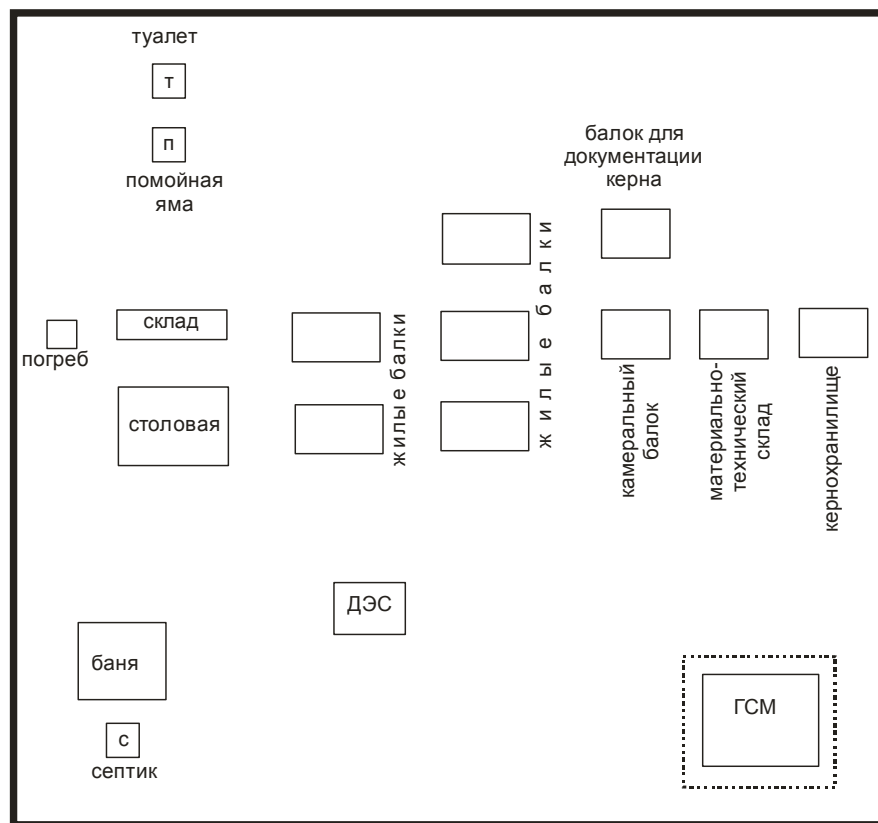 туалет
т
п
помойная
яма
балок для
документации
керна
погреб
склад
столовая
жилые балки
жилые балки
камеральный
балок
материально-
технический
склад
кернохранилище
ДЭС
баня
с
септик
ГСМ